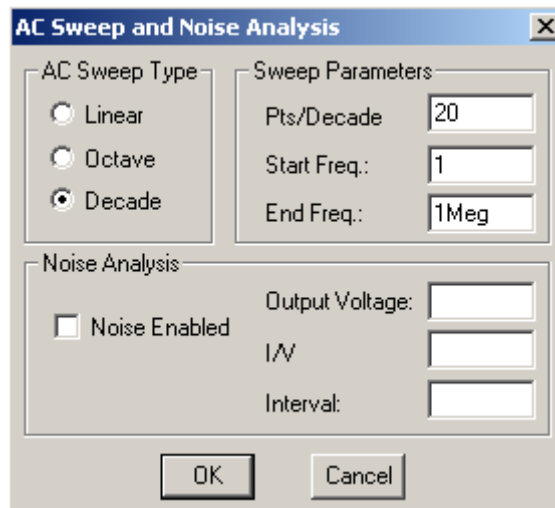 AC Sweep and Noise Analysis
AC Sweep Type
Linear
Octave
Decade
Sweep Parameters
Pts/Decade 20
Start Freq.: 1
End Freq.: 1Meg
Noise Analysis
Noise Enabled
Output Voltage:
I/V
Interval:
OK Cancel